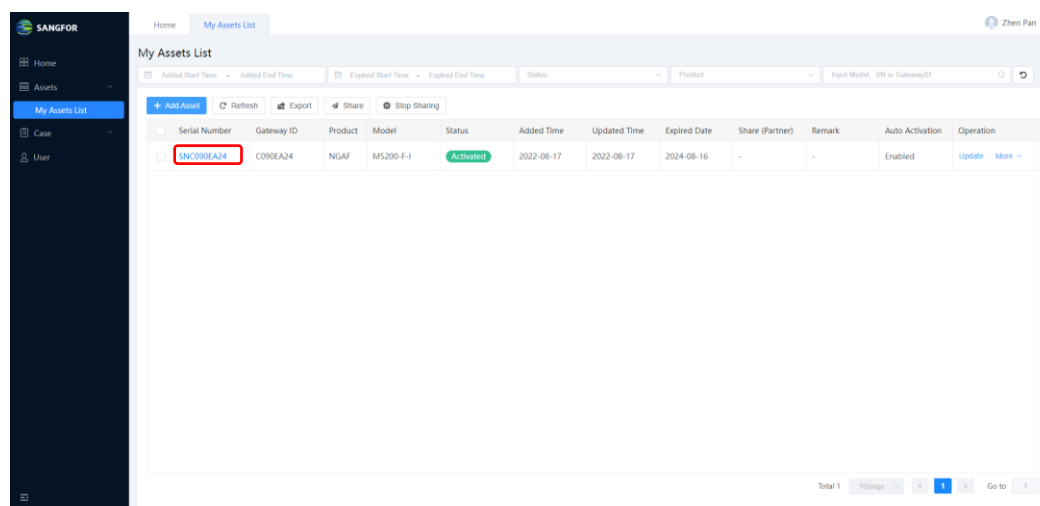 SANGFOR
Home
Assets
My Assets List
Case
User
Home My Assets List
Zhen Pan
My Assets List
Added Start Time - Added End Time Expired Start Time - Expired End Time Status Product Input Model, SN or GatewayID
+ Add Asset Refresh Export Share Stop Sharing
Serial Number Gateway ID Product Model Status Added Time Updated Time Expired Date Share (Partner) Remark Auto Activation Operation
SNC090EA24 C090EA24 NGAF M5200-F-I Activated 2022-08-17 2022-08-17 2024-08-16 - - Enabled Update More
Total 1 10/page < 1 > Go to 1